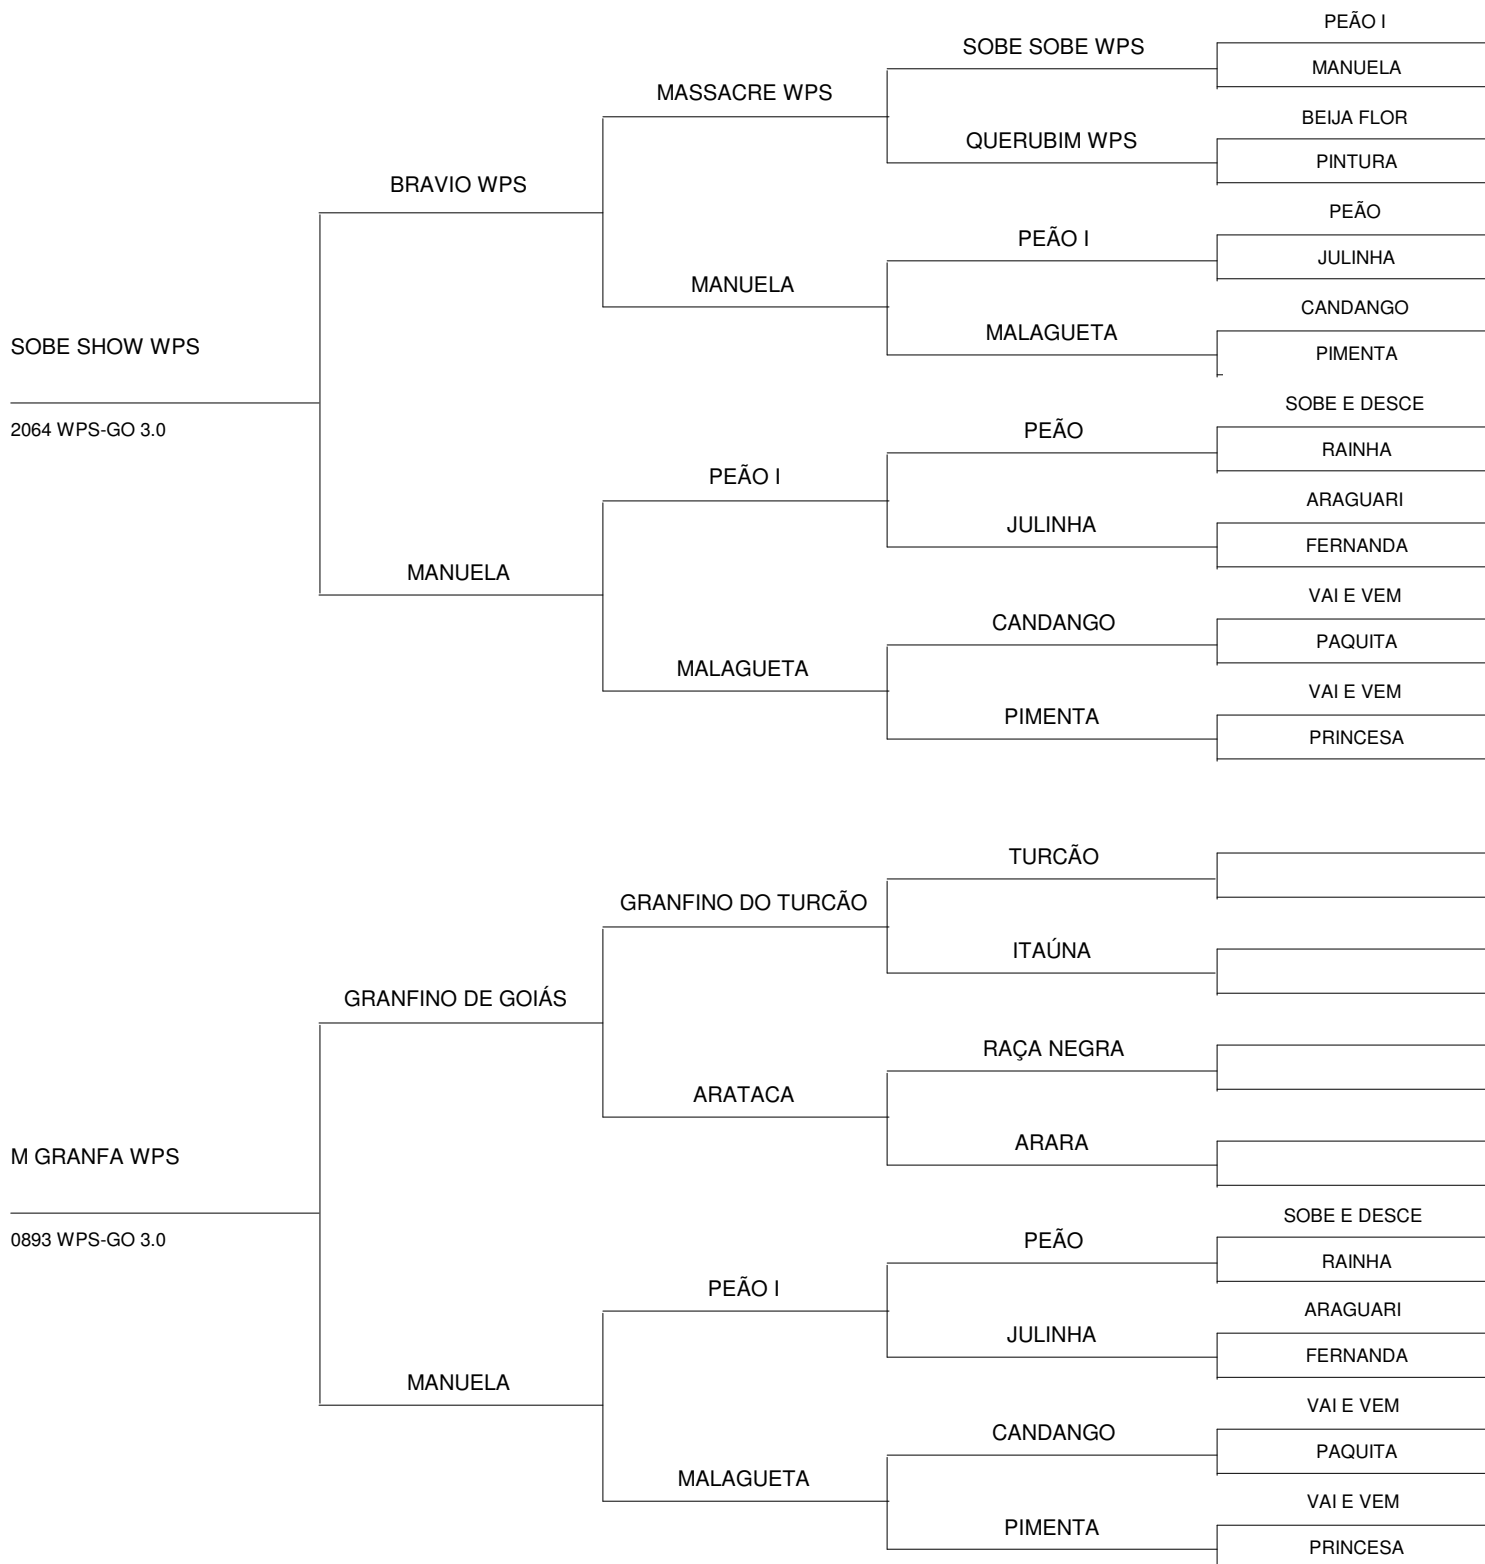 PEÃO I
SOBE SOBE WPS
MANUELA
MASSACRE WPS
BEIJA FLOR
QUERUBIM WPS
PINTURA
BRAVIO WPS
PEÃO
PEÃO I
JULINHA
MANUELA
CANDANGO
MALAGUETA
PIMENTA
SOBE SHOW WPS
2064 WPS-GO 3.0
SOBE E DESCE
PEÃO
RAINHA
PEÃO I
ARAGUARI
JULINHA
FERNANDA
MANUELA
VAI E VEM
CANDANGO
PAQUITA
MALAGUETA
VAI E VEM
PIMENTA
PRINCESA
TURCÃO
GRANFINO DO TURCÃO
ITAÚNA
GRANFINO DE GOIÁS
RAÇA NEGRA
ARATACA
ARARA
M GRANFA WPS
0893 WPS-GO 3.0
SOBE E DESCE
PEÃO
RAINHA
PEÃO I
ARAGUARI
JULINHA
FERNANDA
MANUELA
VAI E VEM
CANDANGO
PAQUITA
MALAGUETA
VAI E VEM
PIMENTA
PRINCESA